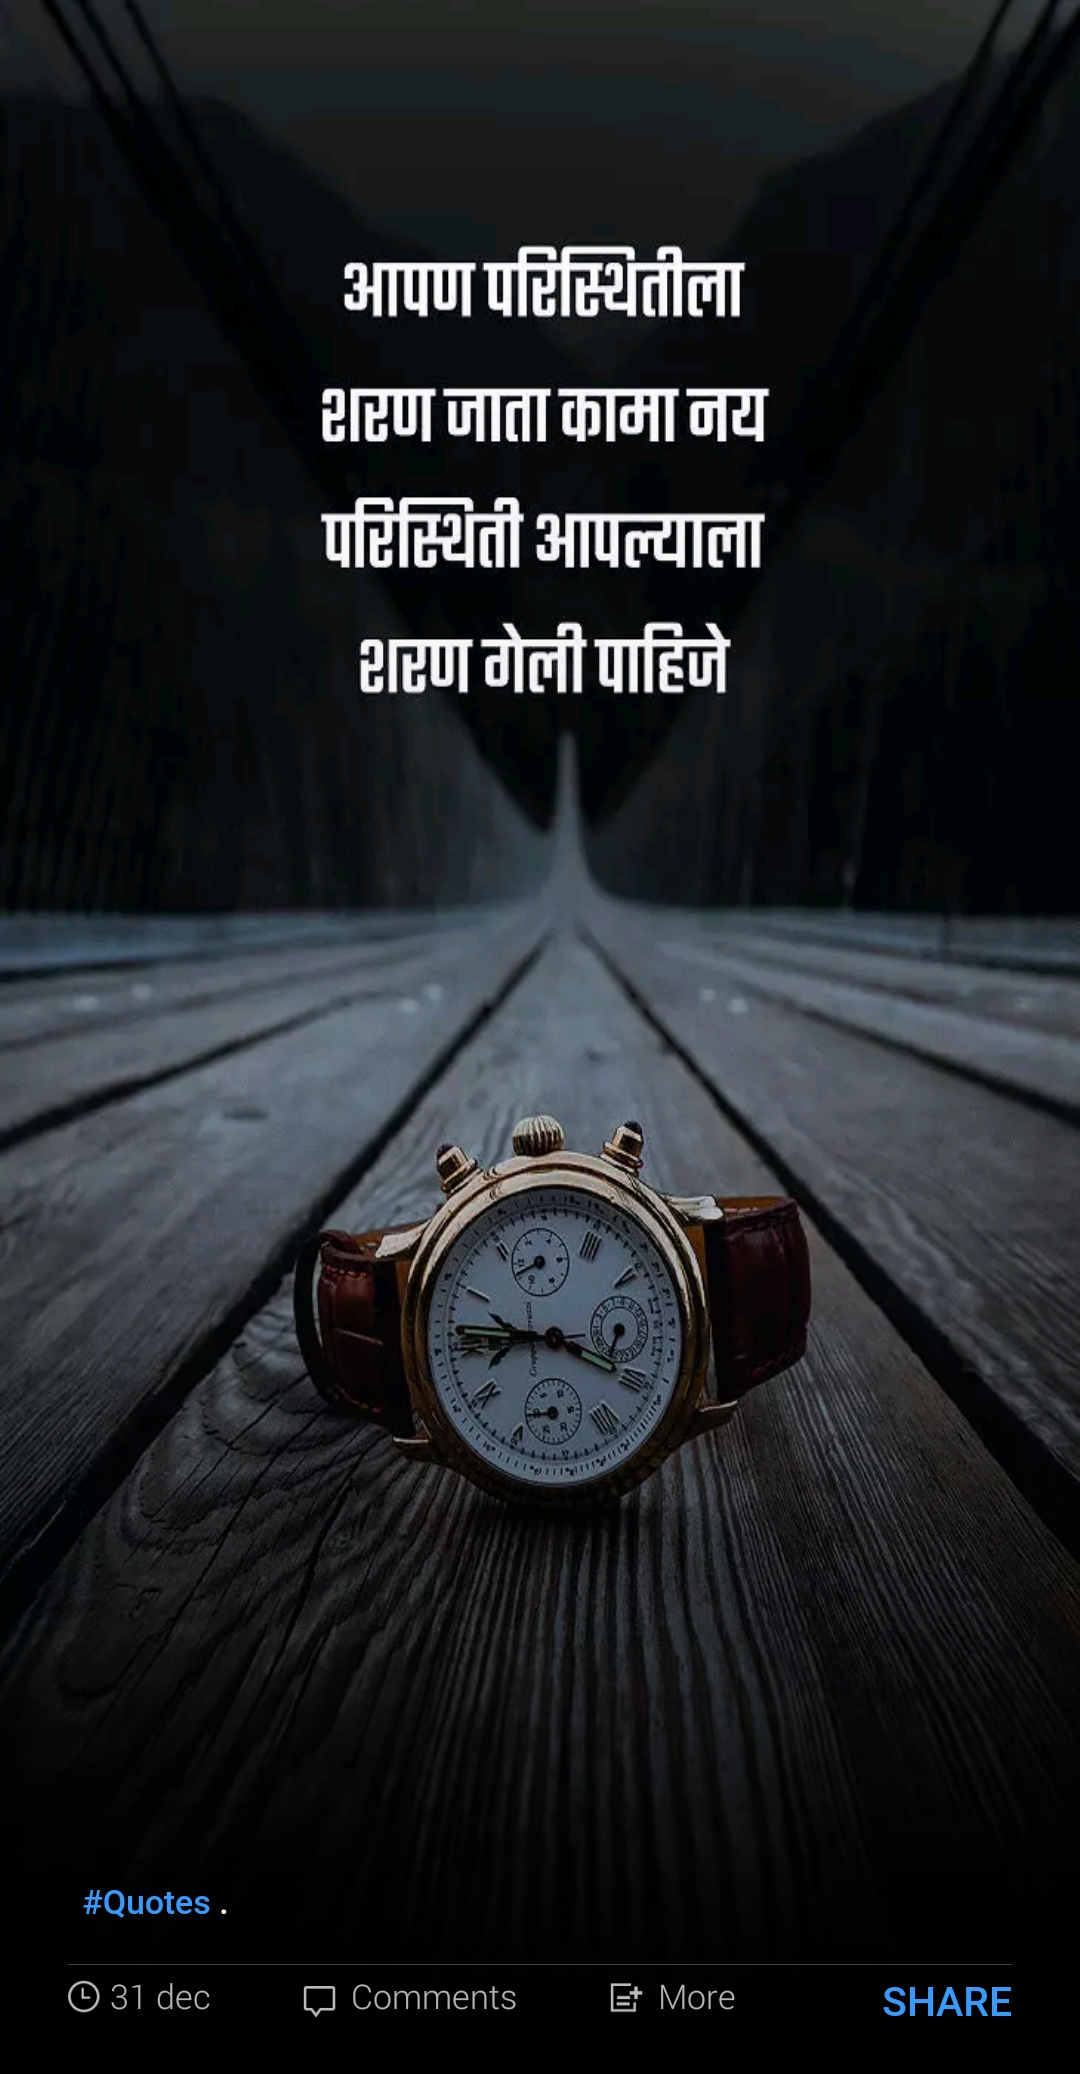 आपण परिस्थितीला
शरण जाता कामा नय
परिस्थिती आपल्याला
शरण गेली पाहिजे
#Quotes .
31 dec
Comments
More
SHARE